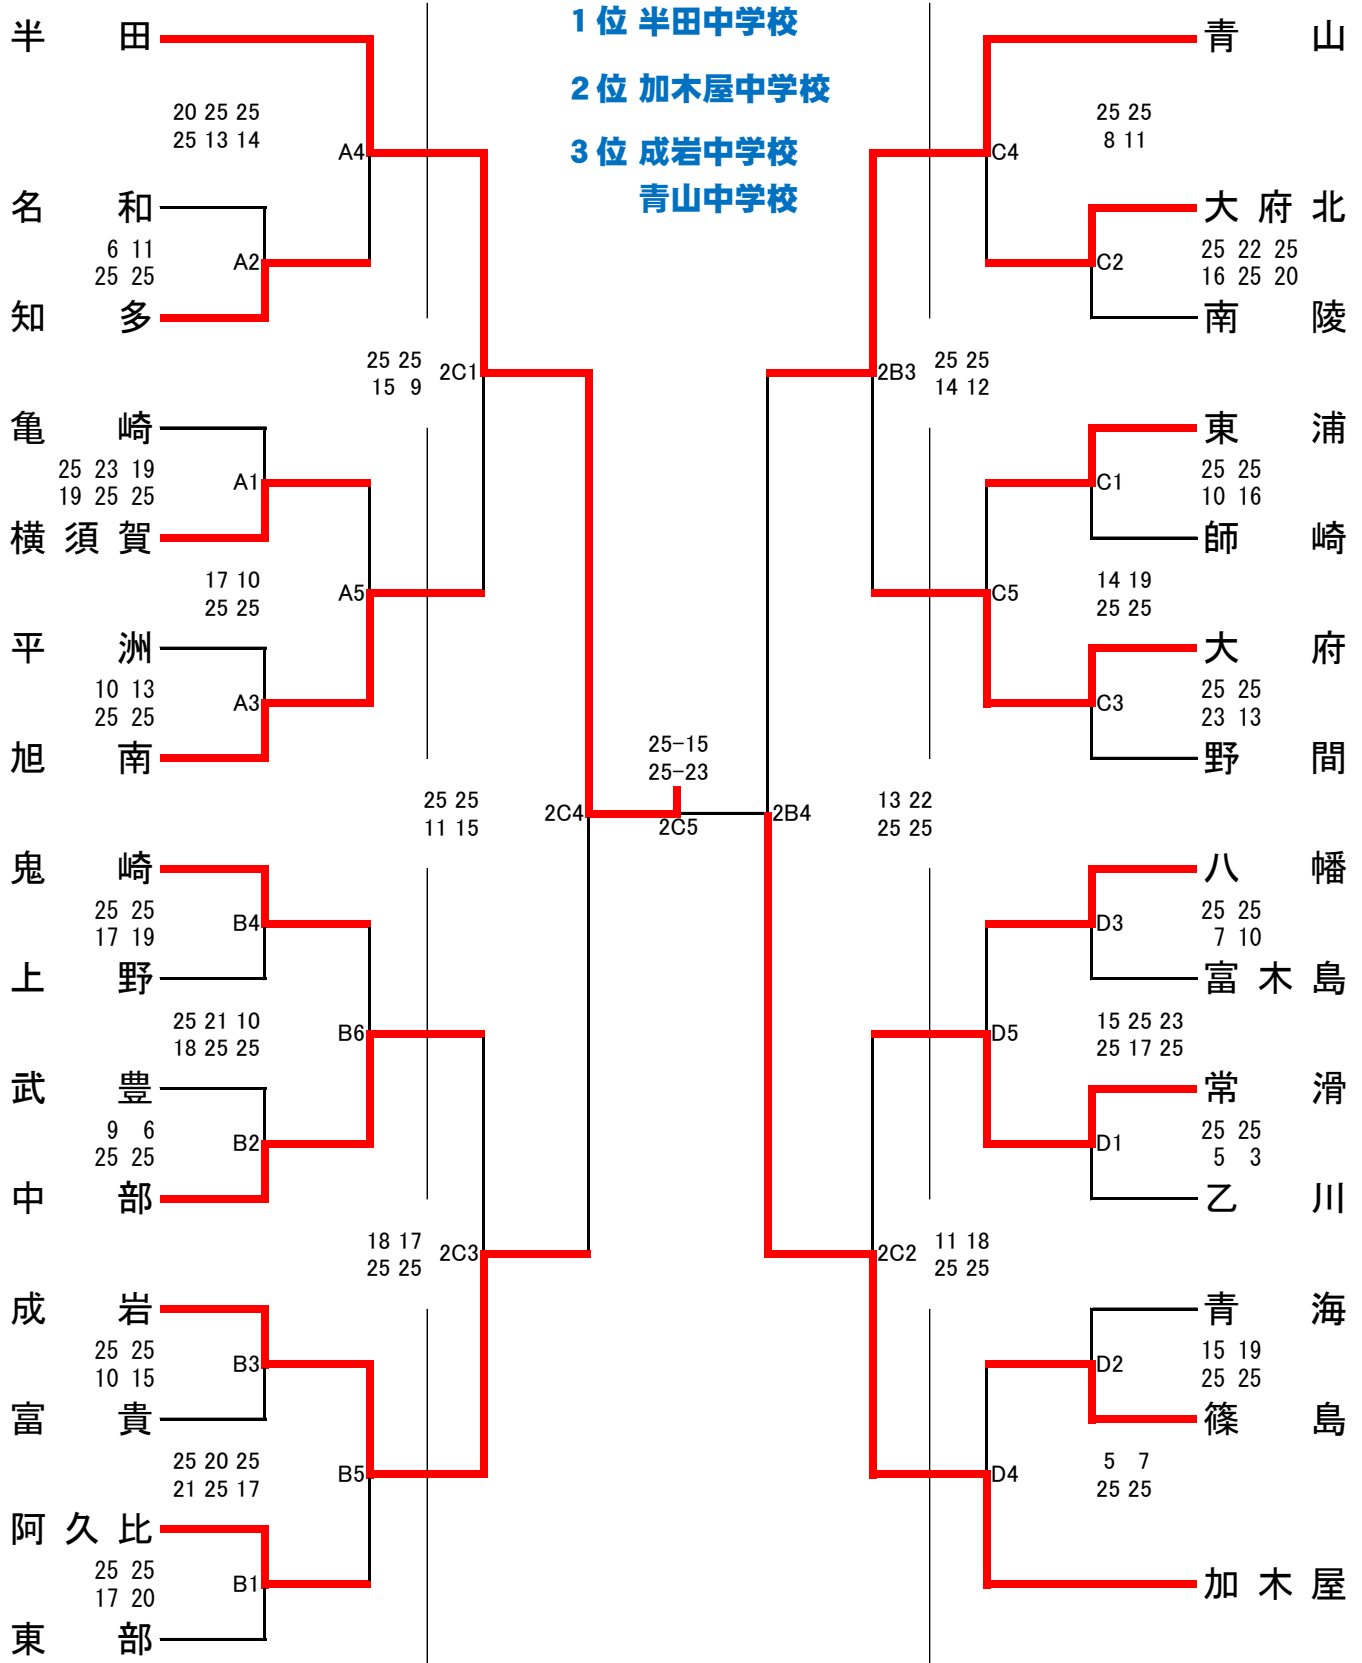 1位 半田中学校
2位 加木屋中学校
3位 成岩中学校
青山中学校
半田
20 25 25
25 13 14
A4
名和
6 11
25 25
A2
知多
25 25
15 9
2C1
亀崎
25 23 19
19 25 25
A1
横須賀
17 10
25 25
A5
平洲
10 13
25 25
A3
旭南
25 25
11 15
2C4
鬼崎
25 25
17 19
B4
上野
25 21 10
18 25 25
B6
武豊
9 6
25 25
B2
中部
18 17
25 25
2C3
成岩
25 25
10 15
B3
富貴
25 20 25
21 25 17
B5
阿久比
25 25
17 20
B1
東部
25-15
25-23
2C5
青山
25 25
8 11
C4
大府北
25 22 25
16 25 20
C2
南陵
2B3
25 25
14 12
東浦
25 25
10 16
C1
師崎
14 19
25 25
C5
大府
25 25
23 13
C3
野間
2B4
13 22
25 25
八幡
25 25
7 10
D3
富木島
15 25 23
25 17 25
D5
常滑
25 25
5 3
D1
乙川
2C2
11 18
25 25
青海
15 19
25 25
D2
篠島
5 7
25 25
D4
加木屋